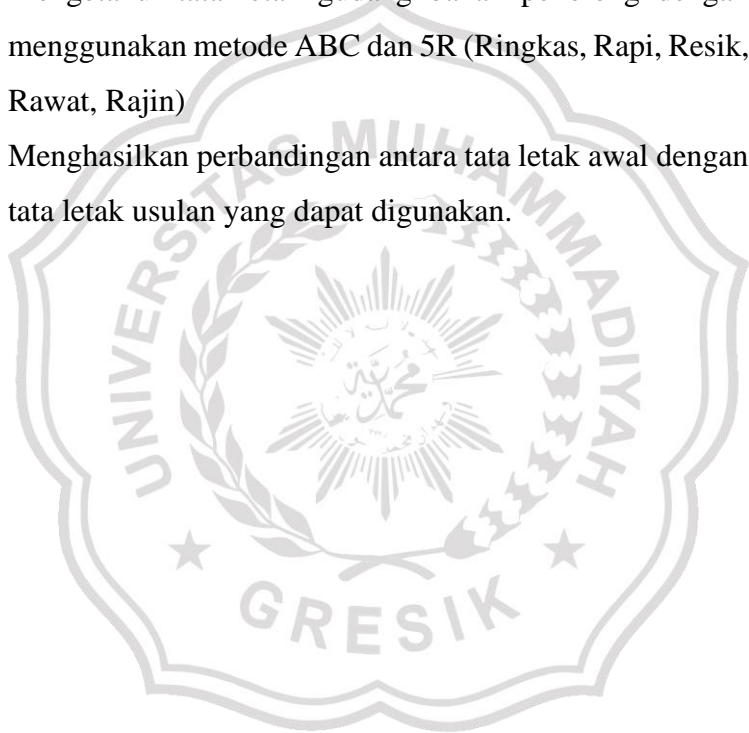 menggunakan metode ABC dan 5R (Ringkas, Rapi, Resik,
Rawat, Rajin)
Menghasilkan perbandingan antara tata letak awal dengan
tata letak usulan yang dapat digunakan.
UNIVERSITAS MUHAMMADIYAH
GRESIK